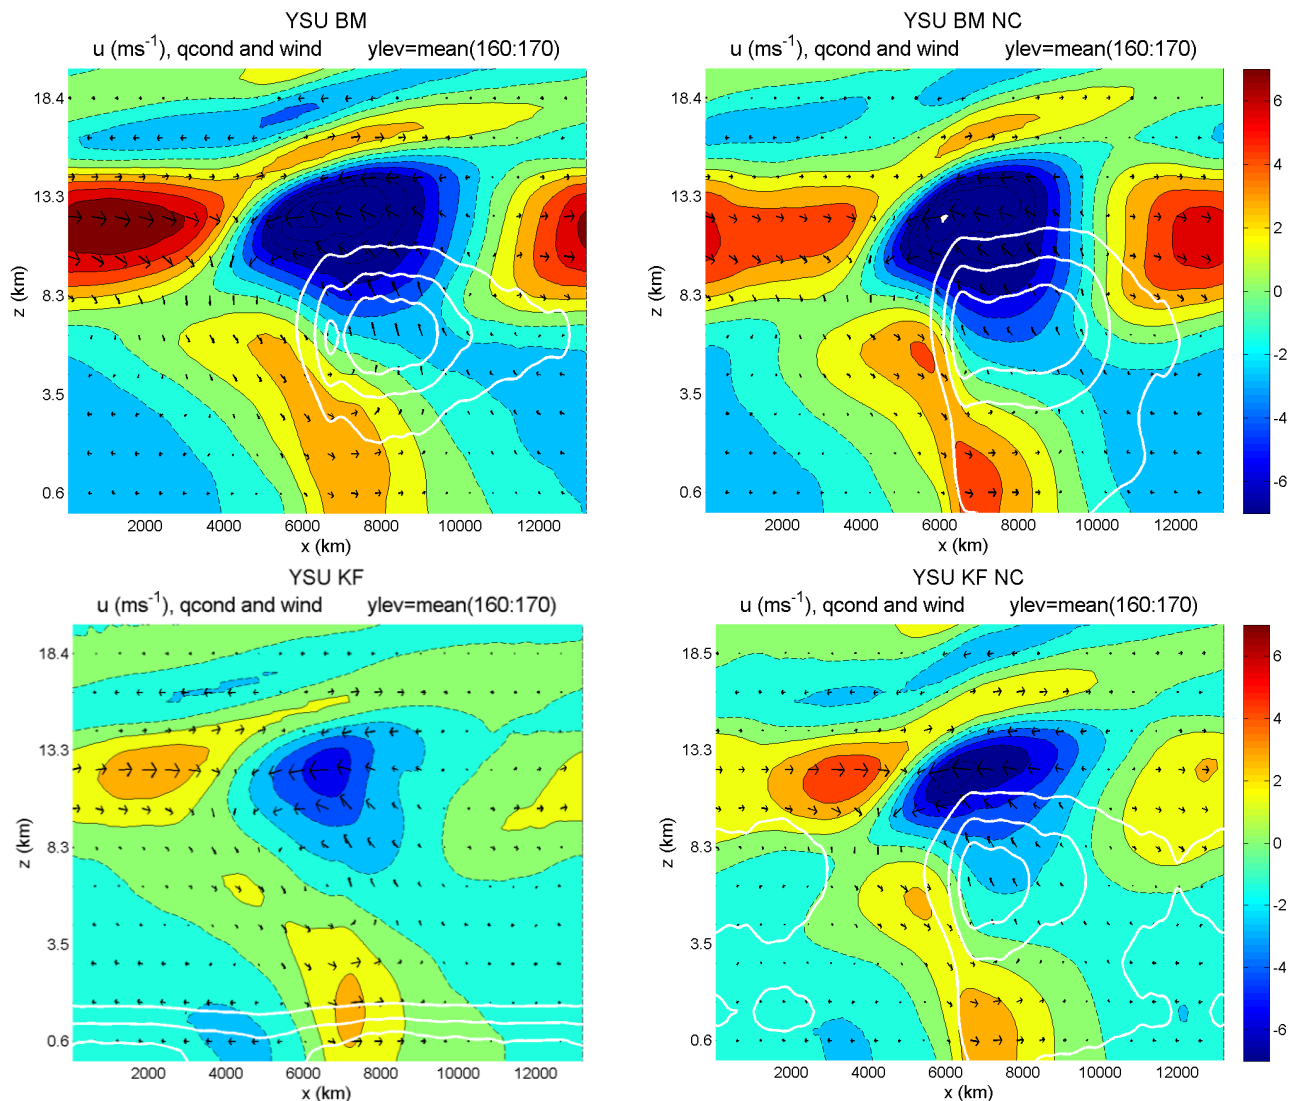 YSU BM
u (ms⁻¹), qcond and wind ylev=mean(160:170)
18.4
13.3
8.3
3.5
0.6
z (km)
2000 4000 6000 8000 10000 12000
x (km)
YSU BM NC
u (ms⁻¹), qcond and wind ylev=mean(160:170)
18.4
13.3
8.3
3.5
0.6
z (km)
2000 4000 6000 8000 10000 12000
x (km)
6
4
2
0
-2
-4
-6
YSU KF
u (ms⁻¹), qcond and wind ylev=mean(160:170)
18.4
13.3
8.3
3.5
0.6
z (km)
2000 4000 6000 8000 10000 12000
x (km)
YSU KF NC
u (ms⁻¹), qcond and wind ylev=mean(160:170)
18.5
13.3
8.3
3.5
0.6
z (km)
2000 4000 6000 8000 10000 12000
x (km)
6
4
2
0
-2
-4
-6